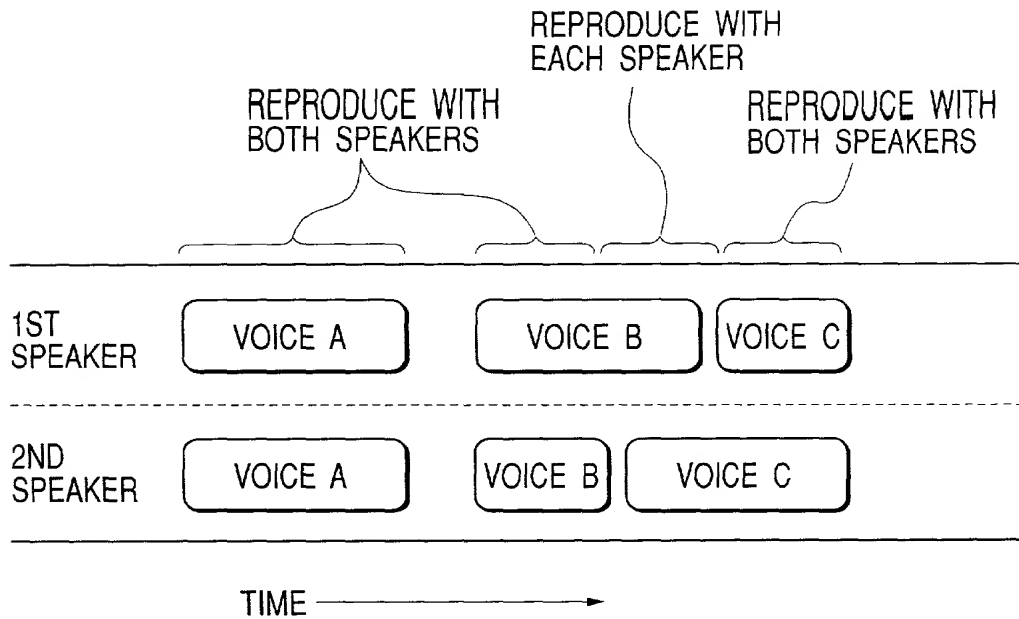 REPRODUCE WITH
EACH SPEAKER
REPRODUCE WITH
BOTH SPEAKERS
REPRODUCE WITH
BOTH SPEAKERS
1ST
SPEAKER
VOICE A
VOICE B
VOICE C
2ND
SPEAKER
VOICE A
VOICE B
VOICE C
TIME